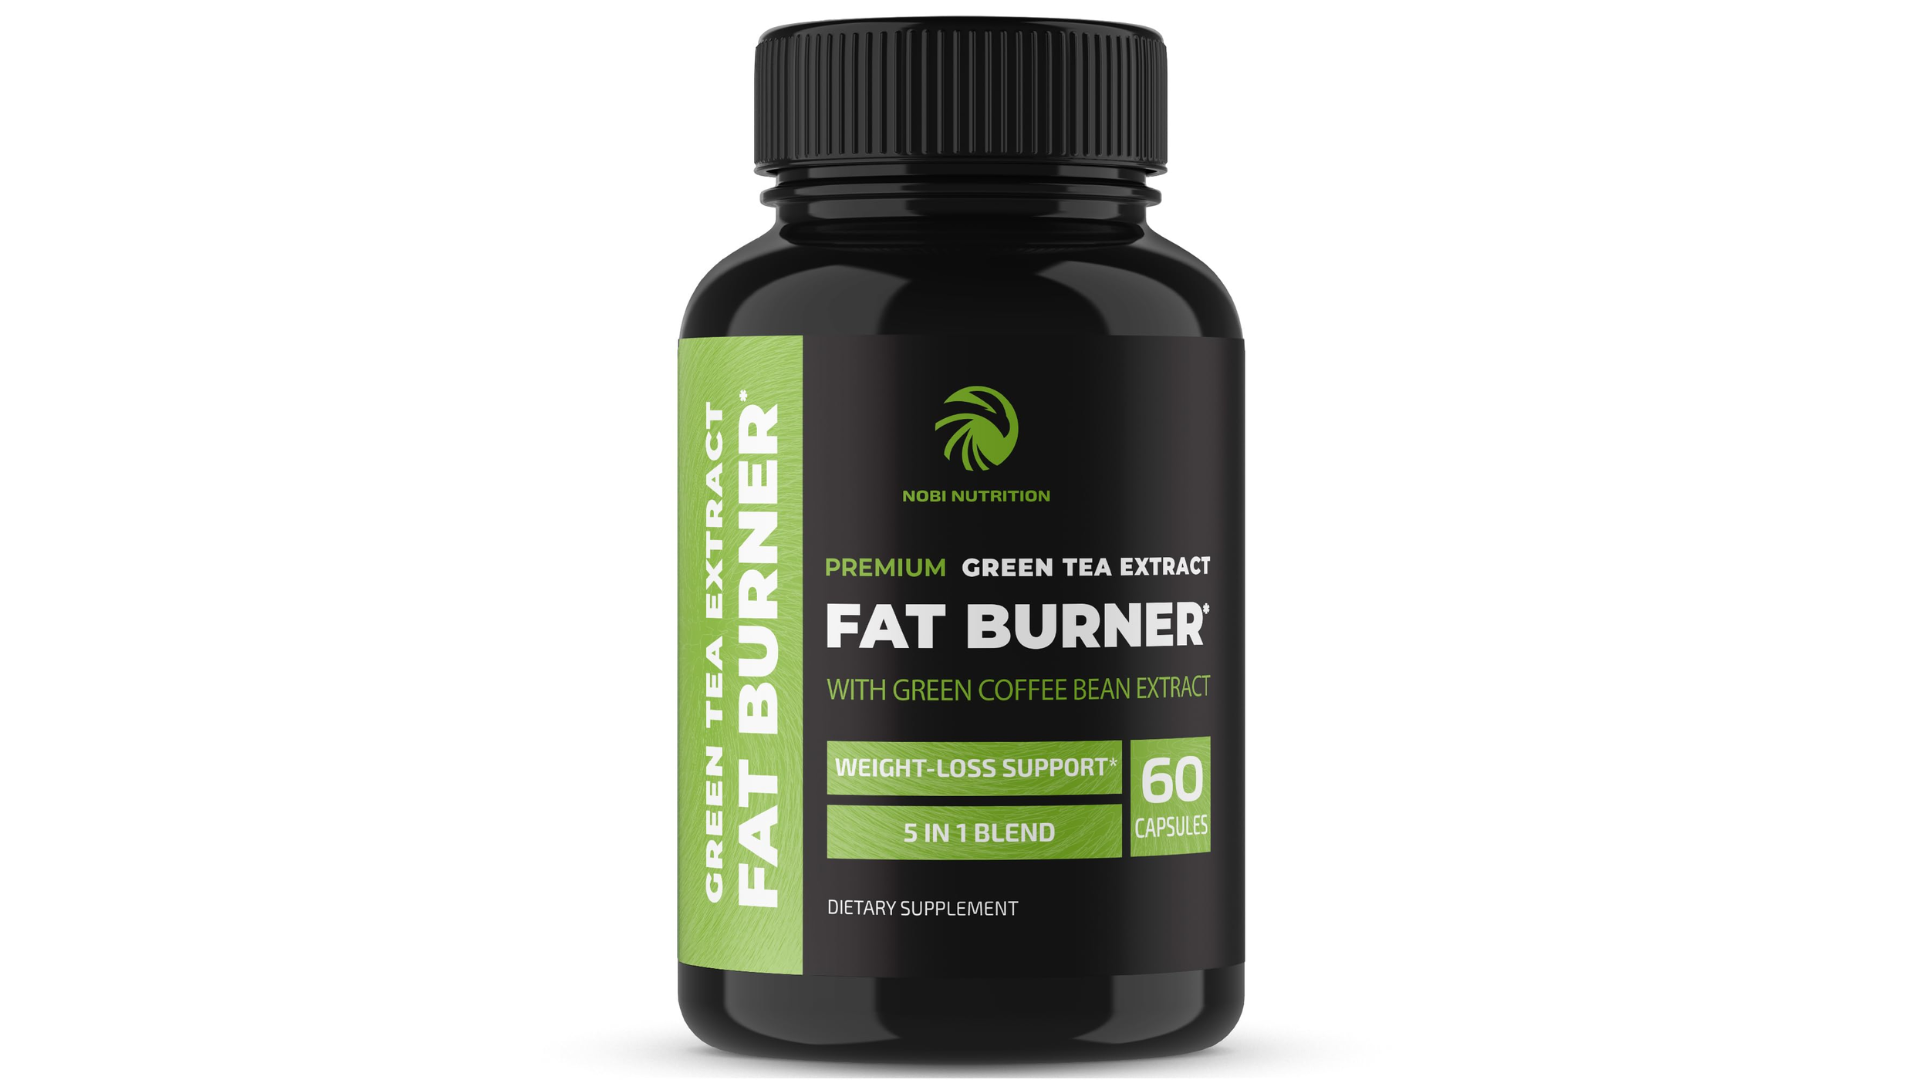 GREEN TEA EXTRACT
FAT BURNER*
NOBI NUTRITION
PREMIUM GREEN TEA EXTRACT
FAT BURNER*
WITH GREEN COFFEE BEAN EXTRACT
WEIGHT-LOSS SUPPORT*
5 IN 1 BLEND
60
CAPSULES
DIETARY SUPPLEMENT